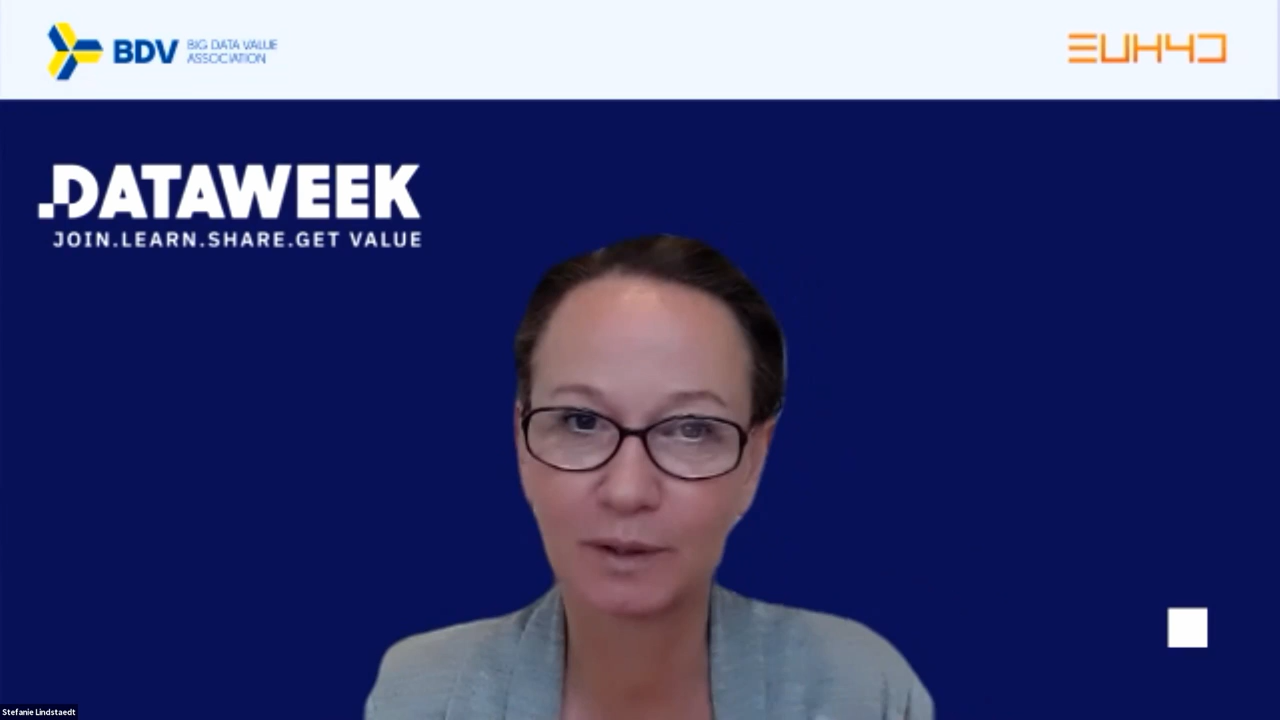 BDV
BIG DATA VALUE
ASSOCIATION
EUH4D
.DATAWEEK
JOIN.LEARN.SHARE.GET VALUE
Stefanie Lindstaedt